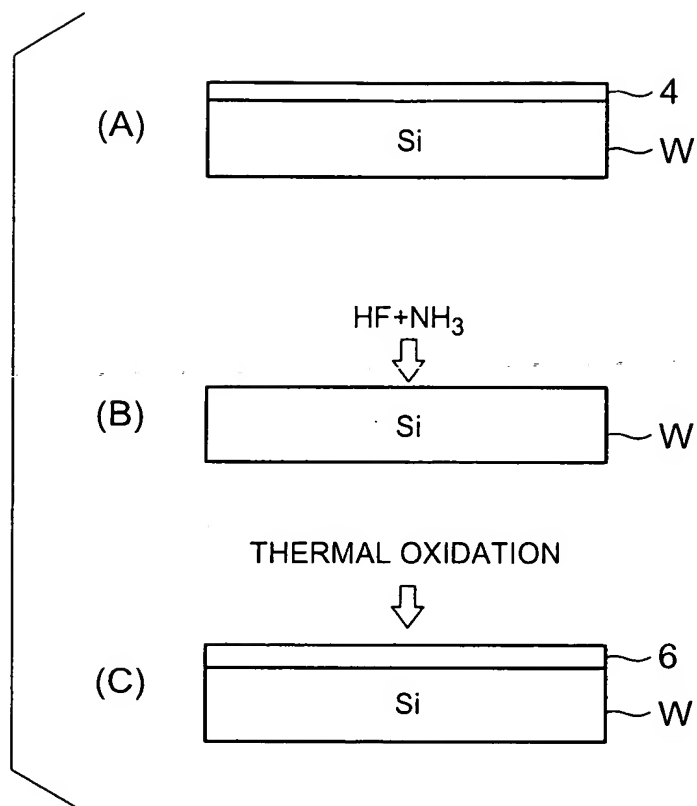 (A)
4
Si
W
HF+NH₃
(B)
Si
W
THERMAL OXIDATION
(C)
6
Si
W